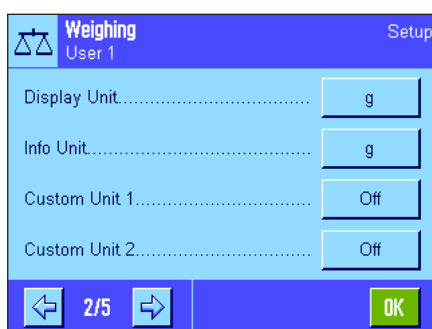 Weighing
Setup
User 1
Display Unit.................................... g
Info Unit.......................................... g
Custom Unit 1................................. Off
Custom Unit 2................................. Off
2/5
OK